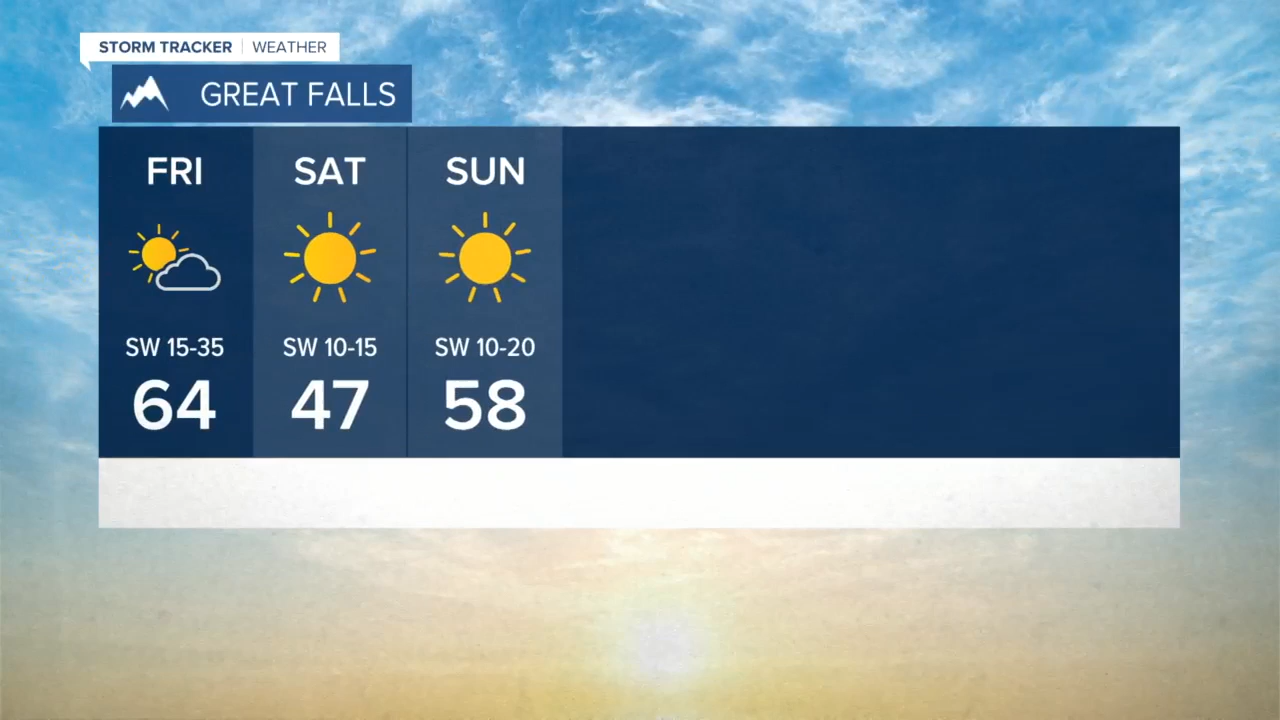 STORM TRACKER | WEATHER
GREAT FALLS
FRI SAT SUN
SW 15-35 SW 10-15 SW 10-20
64 47 58